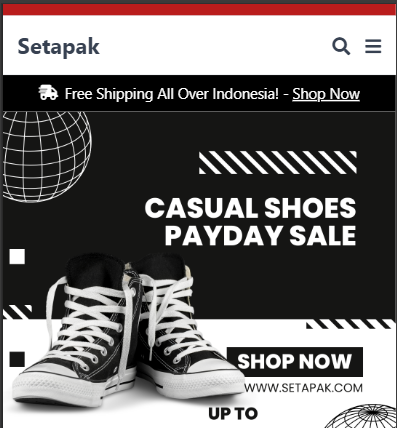 Setapak
Free Shipping All Over Indonesia! - Shop Now
CASUAL SHOES
PAYDAY SALE
SHOP NOW
WWW.SETAPAK.COM
UP TO